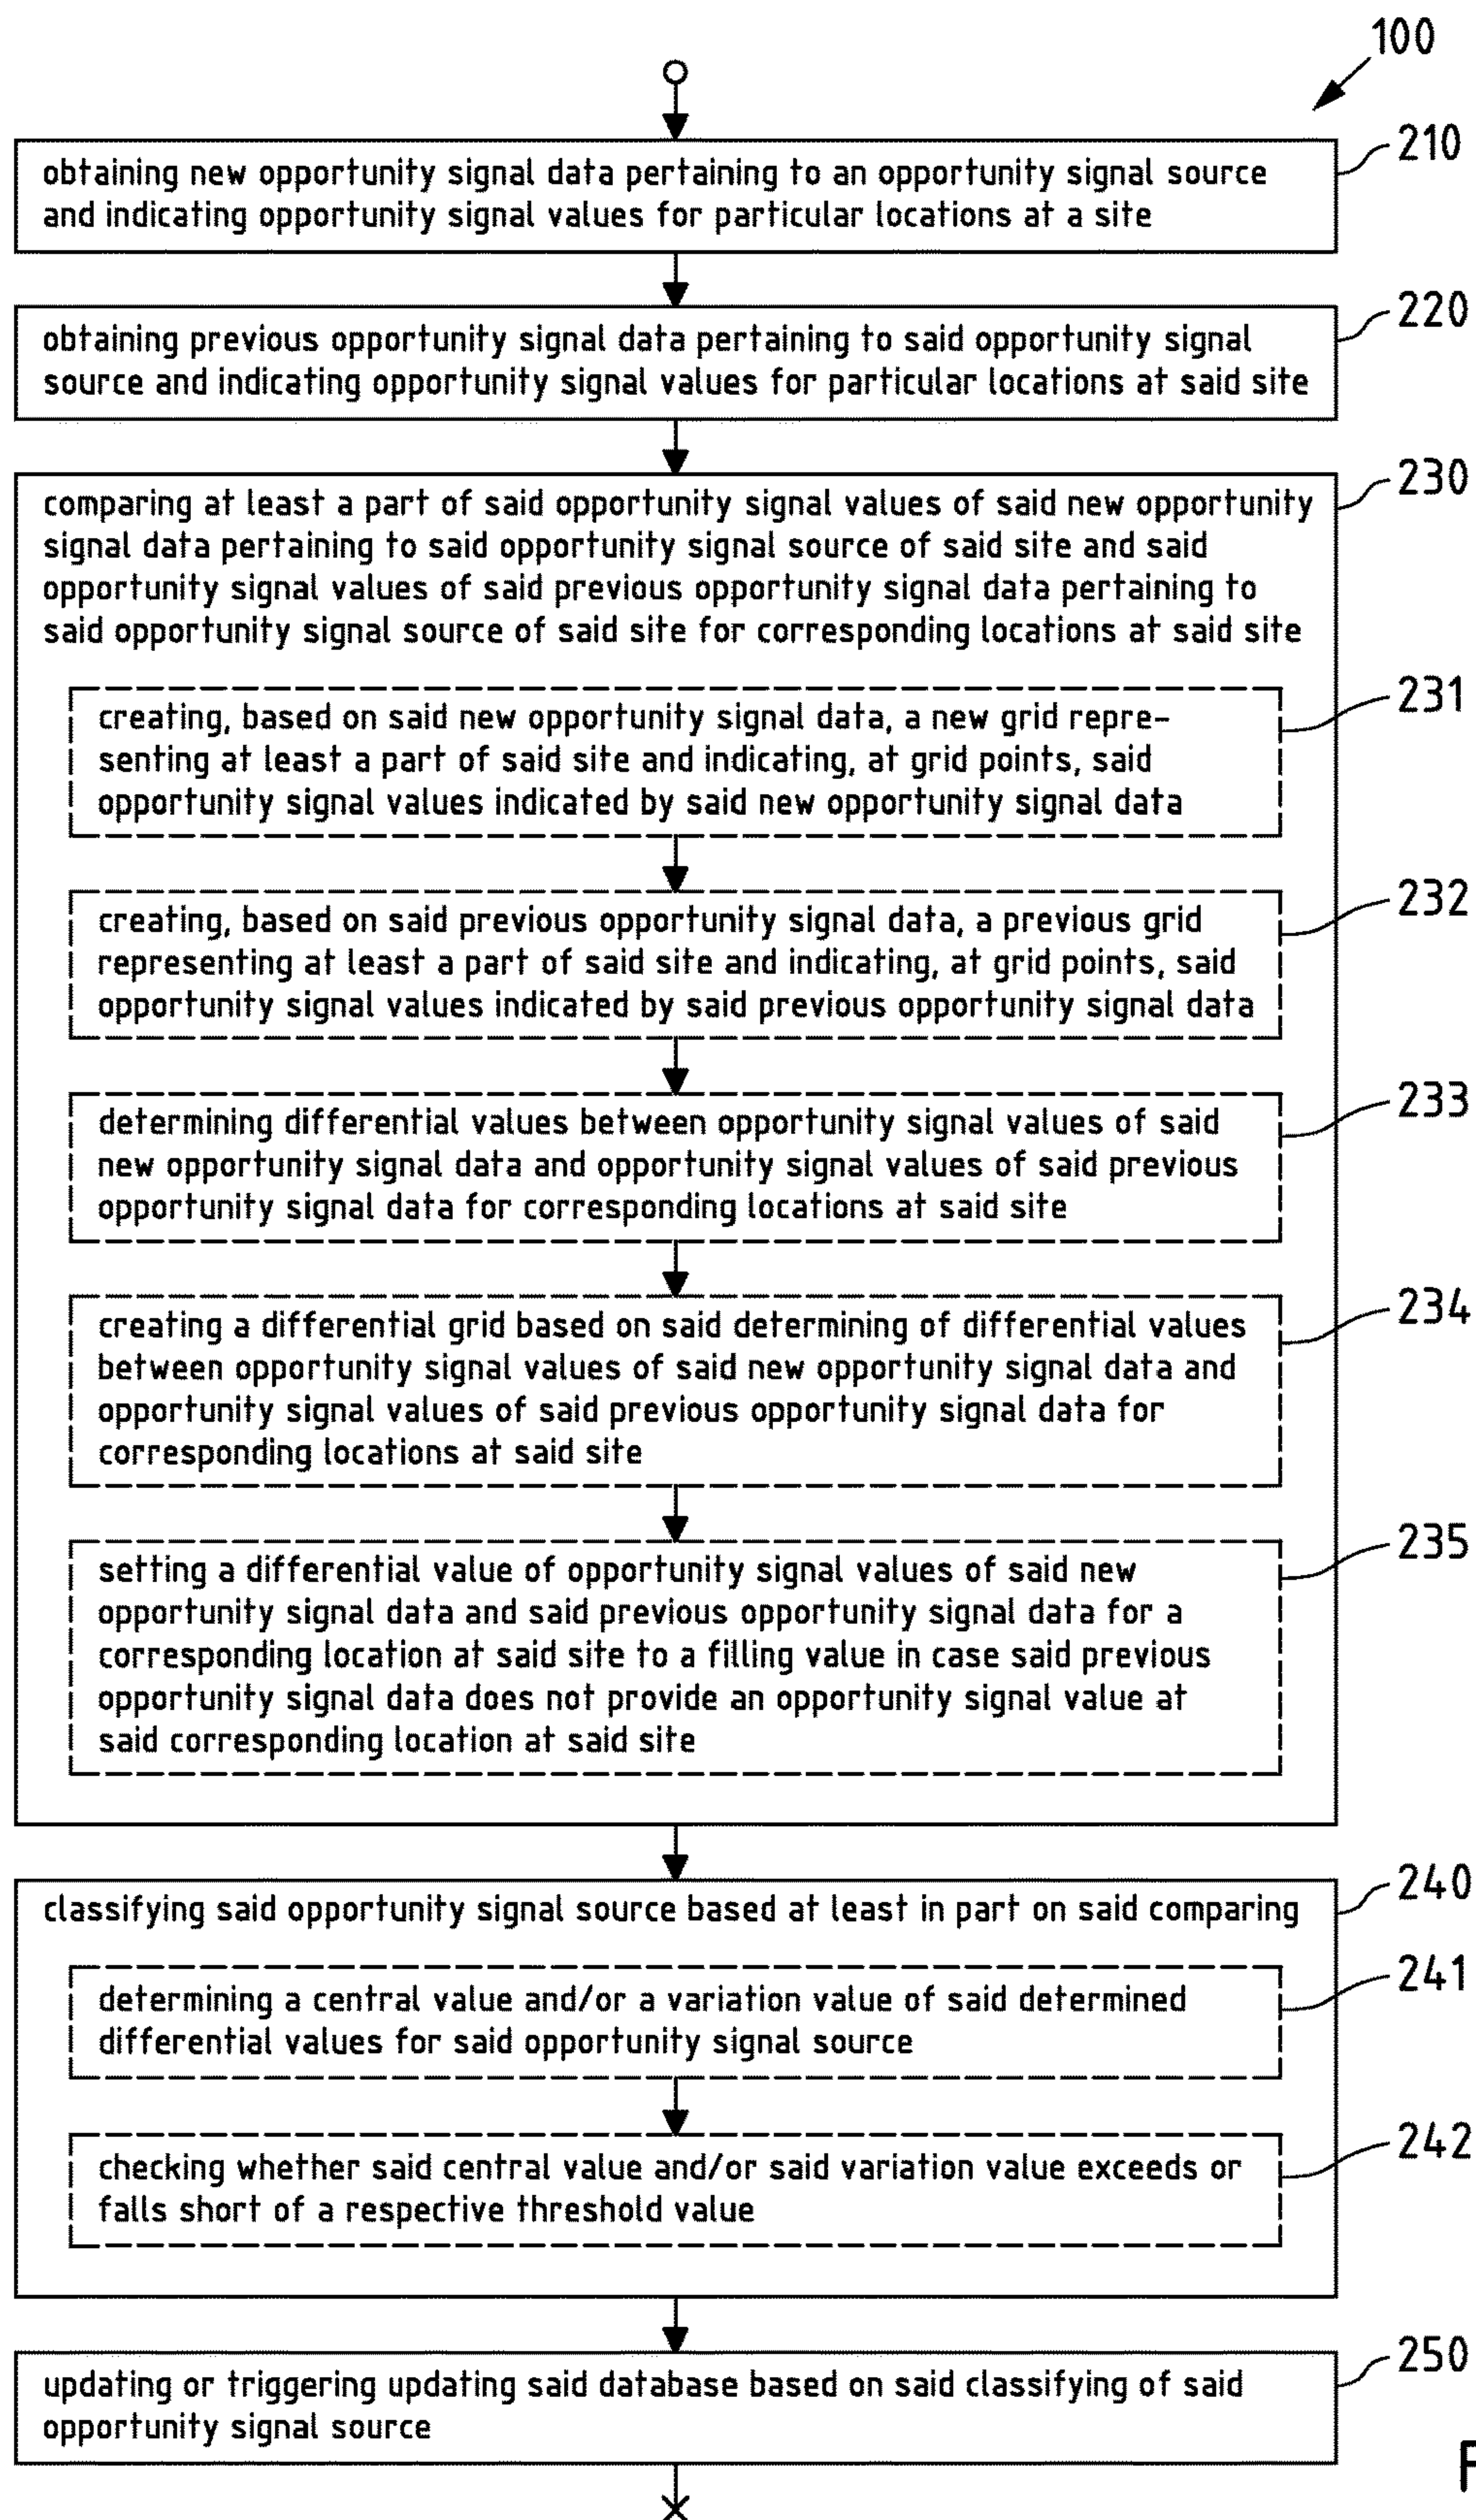 100
210
obtaining new opportunity signal data pertaining to an opportunity signal source
and indicating opportunity signal values for particular locations at a site
220
obtaining previous opportunity signal data pertaining to said opportunity signal
source and indicating opportunity signal values for particular locations at said site
230
comparing at least a part of said opportunity signal values of said new opportunity
signal data pertaining to said opportunity signal source of said site and said
opportunity signal values of said previous opportunity signal data pertaining to
said opportunity signal source of said site for corresponding locations at said site
231
creating, based on said new opportunity signal data, a new grid repre-
senting at least a part of said site and indicating, at grid points, said
opportunity signal values indicated by said new opportunity signal data
232
creating, based on said previous opportunity signal data, a previous grid
representing at least a part of said site and indicating, at grid points, said
opportunity signal values indicated by said previous opportunity signal data
233
determining differential values between opportunity signal values of said
new opportunity signal data and opportunity signal values of said previous
opportunity signal data for corresponding locations at said site
234
creating a differential grid based on said determining of differential values
between opportunity signal values of said new opportunity signal data and
opportunity signal values of said previous opportunity signal data for
corresponding locations at said site
235
setting a differential value of opportunity signal values of said new
opportunity signal data and said previous opportunity signal data for a
corresponding location at said site to a filling value in case said previous
opportunity signal data does not provide an opportunity signal value at
said corresponding location at said site
240
classifying said opportunity signal source based at least in part on said comparing
241
determining a central value and/or a variation value of said determined
differential values for said opportunity signal source
242
checking whether said central value and/or said variation value exceeds or
falls short of a respective threshold value
250
updating or triggering updating said database based on said classifying of said
opportunity signal source